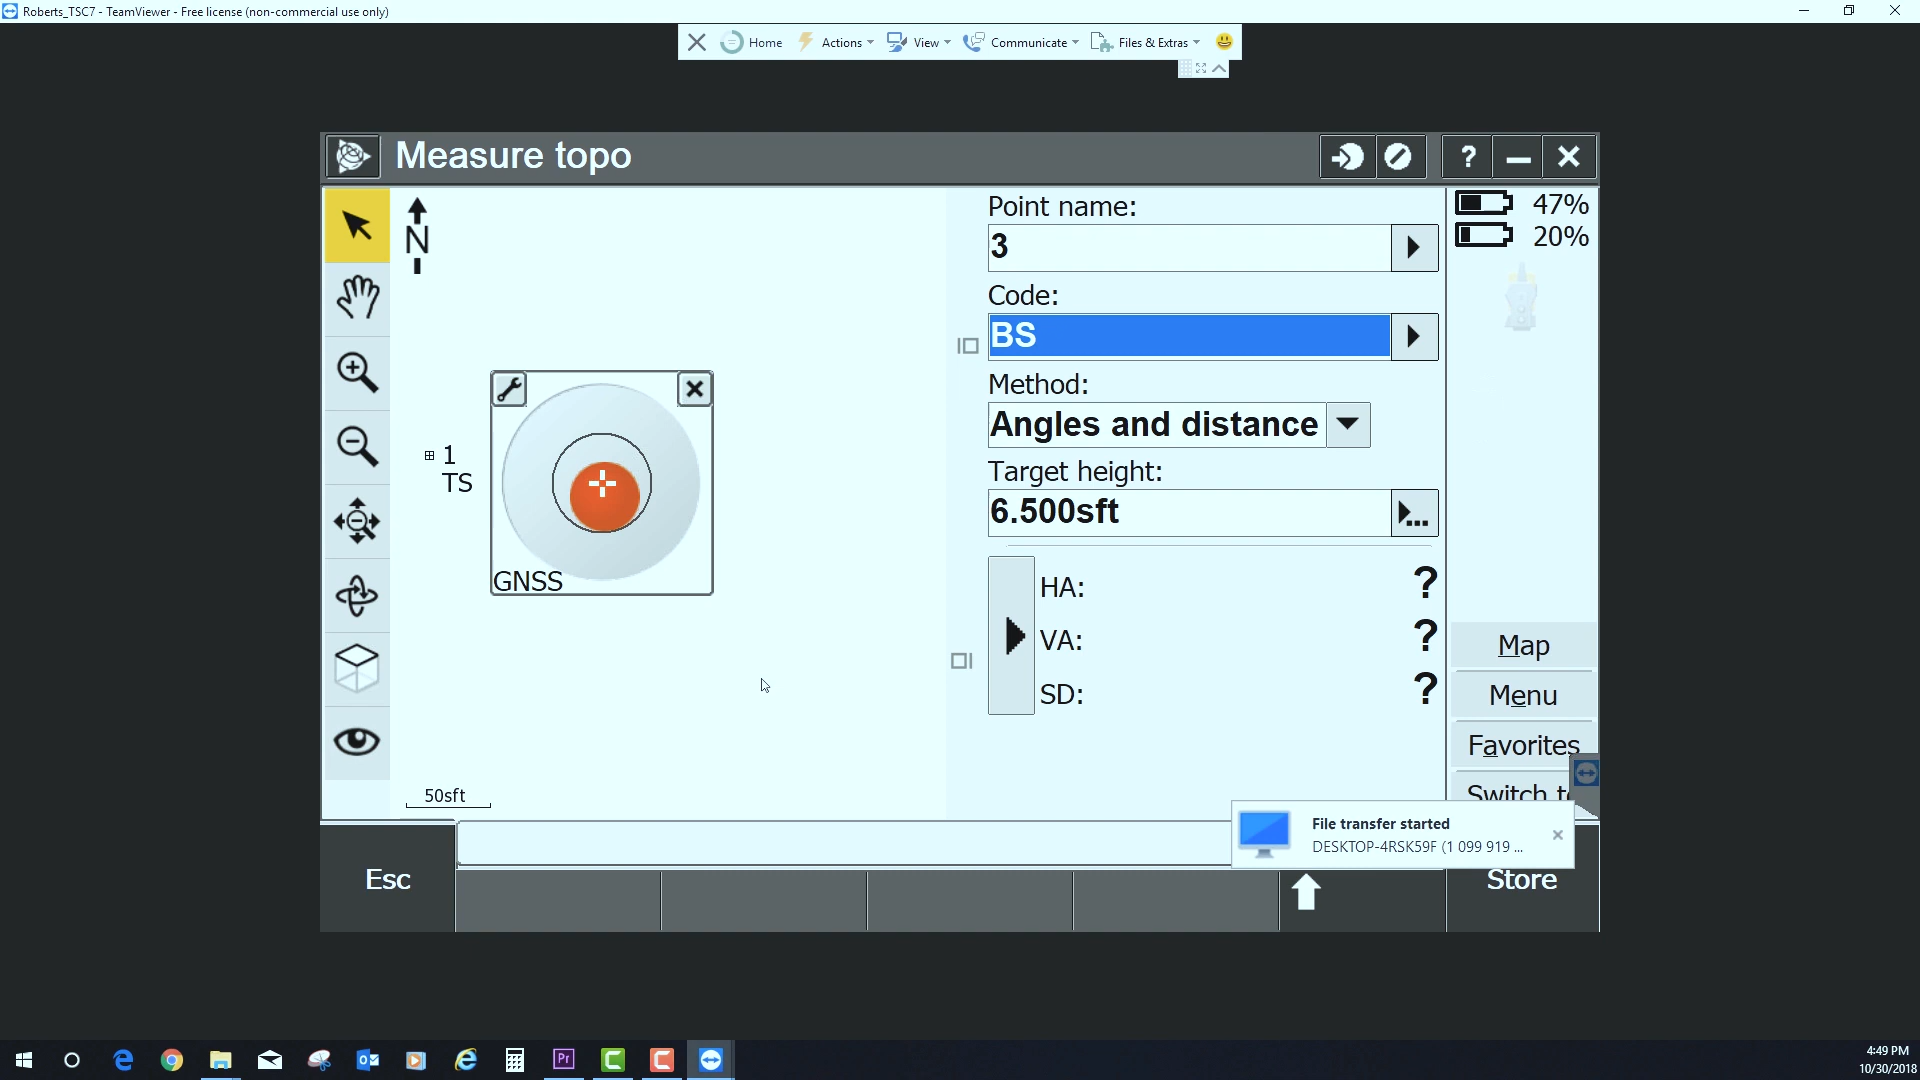 Roberts_TSC7 - TeamViewer - Free license (non-commercial use only)
Home Actions View Communicate Files & Extras
Measure topo
?
N
Point name:
3
47%
20%
Code:
BS
Method:
Angles and distance
1
TS
Target height:
6.500sft
GNSS
HA: ?
VA: ?
SD: ?
Map
Menu
Favorites
Switch to
50sft
File transfer started
DESKTOP-4RSK59F (1 099 919 ...
Esc
Store
Pr
4:49 PM
10/30/2018